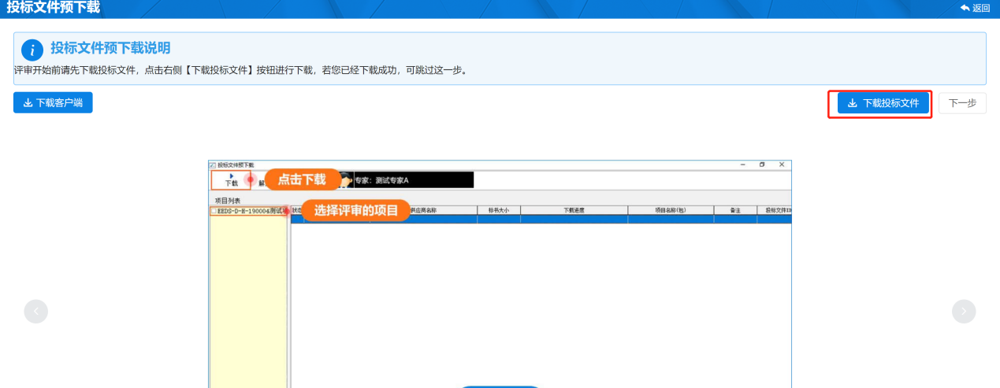 投标文件预下载
返回
投标文件预下载说明
评审开始前请先下载投标文件，点击右侧【下载投标文件】按钮进行下载，若您已经下载成功，可跳过这一步。
下载客户端
下载投标文件
下一步
投标文件预下载
下载
解
点击下载
专家：测试专家A
项目列表
EEDS-D-H-190004测试
状态
选择评审的项目
供应商名称
标书大小
下载进度
项目名称(包)
备注
投标文件ID